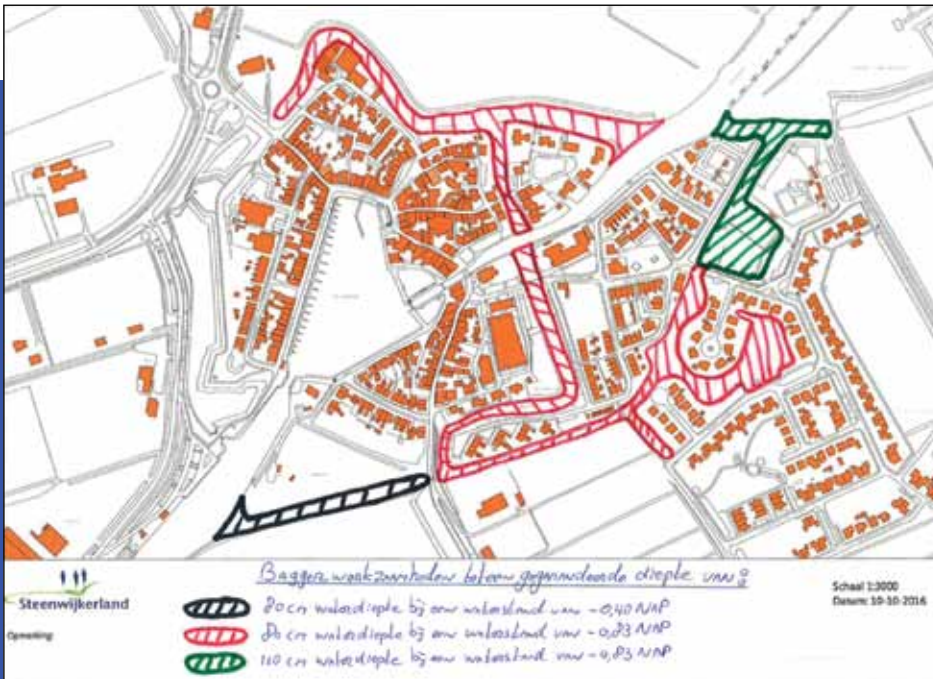 Baggerwerkzaamheden tot een gegarandeerde diepte van:
Steenwijkerland
Schaal 1:3000
Datum: 10-10-2016
80 cm waterdiepte bij een waterstand van -0,40 NAP
Opmerking
80 cm waterdiepte bij een waterstand van -0,83 NAP
110 cm waterdiepte bij een waterstand van -0,83 NAP